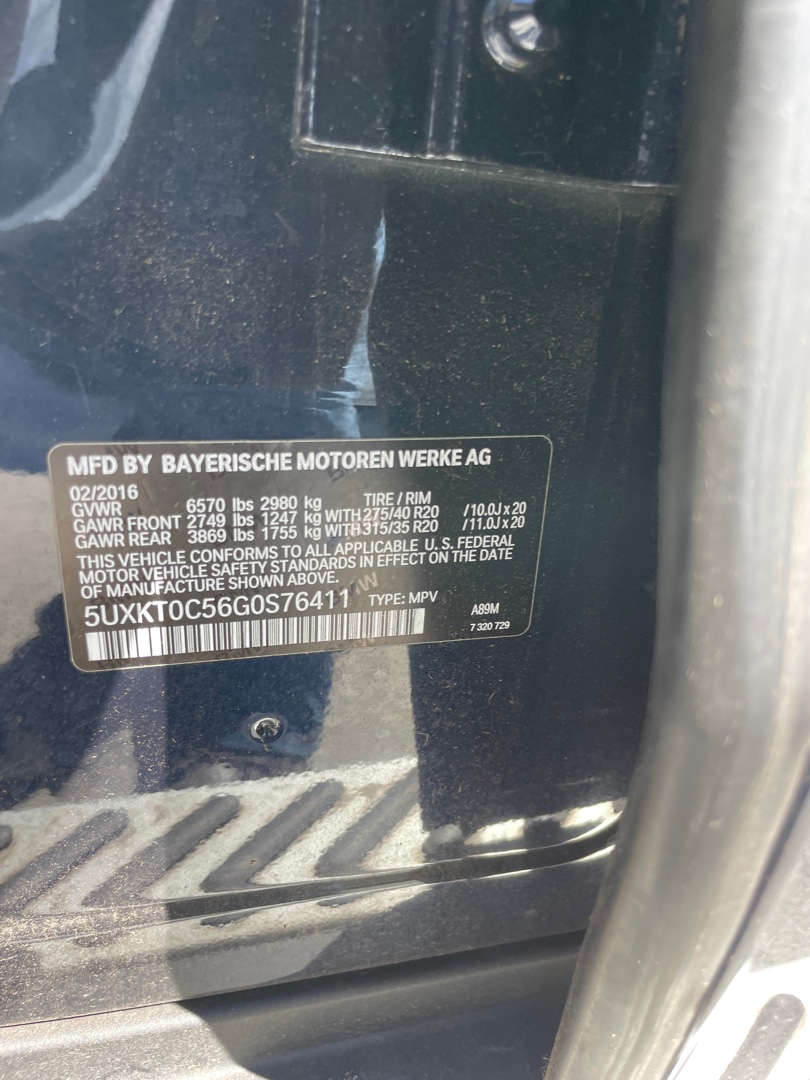 MFD BY BAYERISCHE MOTOREN WERKE AG
02/2016 TIRE / RIM
GVWR 6570 lbs 2980 kg
GAWR FRONT 2749 lbs 1247 kg WITH 275/40 R20 /10.0J x 20
GAWR REAR 3869 lbs 1755 kg WITH 315/35 R20 /11.0J x 20
THIS VEHICLE CONFORMS TO ALL APPLICABLE U. S. FEDERAL
MOTOR VEHICLE SAFETY STANDARDS IN EFFECT ON THE DATE
OF MANUFACTURE SHOWN ABOVE.
5UXKT0C56G0S76411 TYPE: MPV A89M
7 320 729